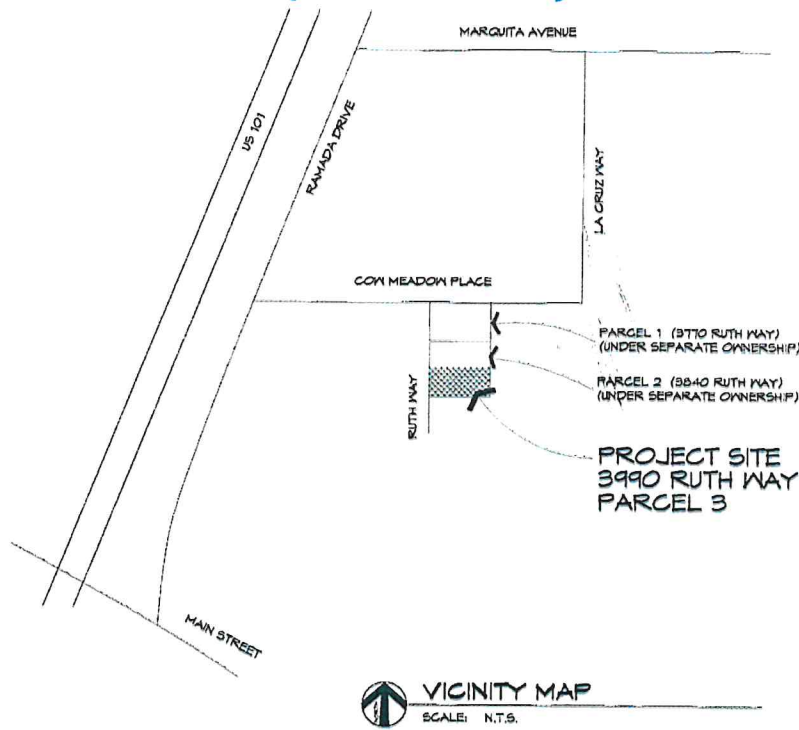 MARQUITA AVENUE
US 101
RAMADA DRIVE
LA CRUZ WAY
COW MEADOW PLACE
PARCEL 1 (3770 RUTH WAY)
(UNDER SEPARATE OWNERSHIP)
PARCEL 2 (3840 RUTH WAY)
(UNDER SEPARATE OWNERSHIP)
RUTH WAY
PROJECT SITE
3990 RUTH WAY
PARCEL 3
MAIN STREET
VICINITY MAP
SCALE: N.T.S.